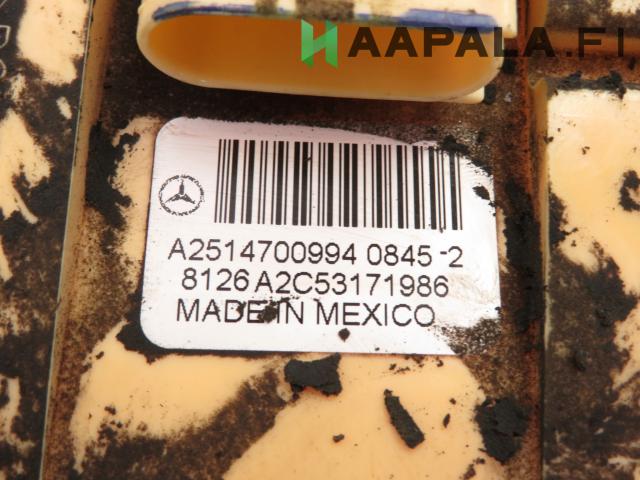 HAAPALA.FI
A2514700994 0845-2
8126 A2C53171986
MADE IN MEXICO